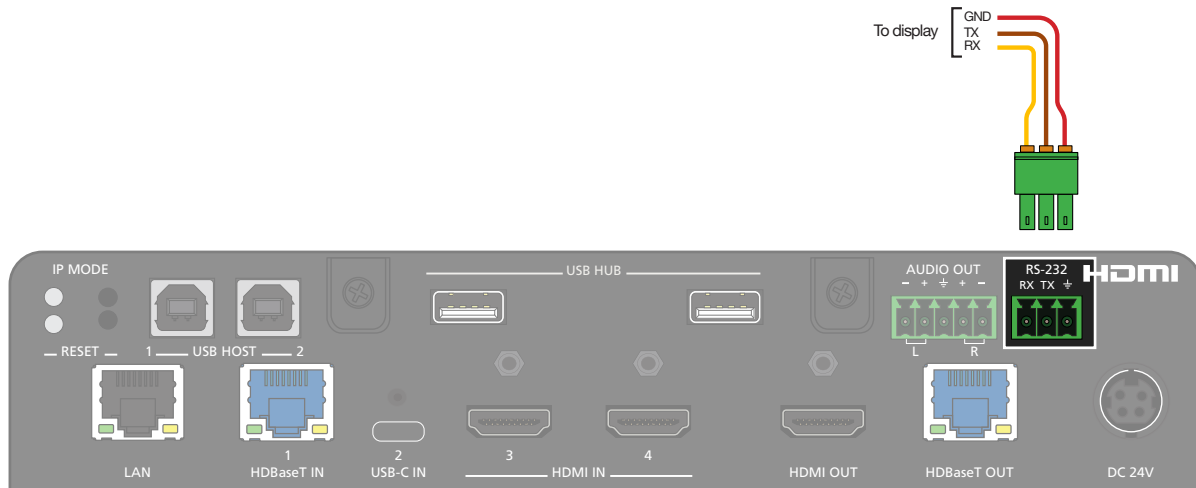 To display
GND
TX
RX
IP MODE
USB HUB
AUDIO OUT
RS-232
HDMI
- + ⏚ + -
RX TX ⏚
RESET
1 USB HOST 2
L R
1
2
3
4
LAN
HDBaseT IN
USB-C IN
HDMI IN
HDMI OUT
HDBaseT OUT
DC 24V